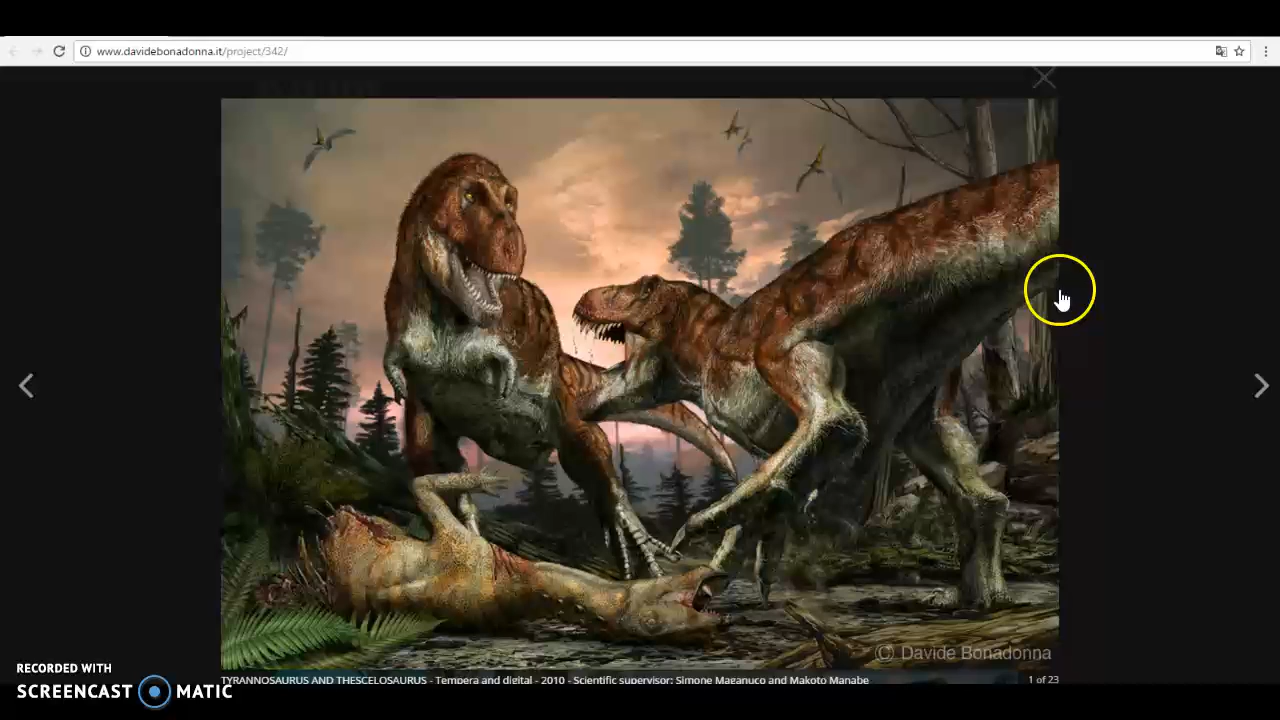 www.davidebonadonna.it/project/342/
© Davide Bonadonna
TYRANNOSAURUS AND THESCELOSAURUS - Tempera and digital - 2010 - Scientific supervisor: Simone Maganuco and Makoto Manabe
1 of 23
RECORDED WITH
SCREENCAST MATIC